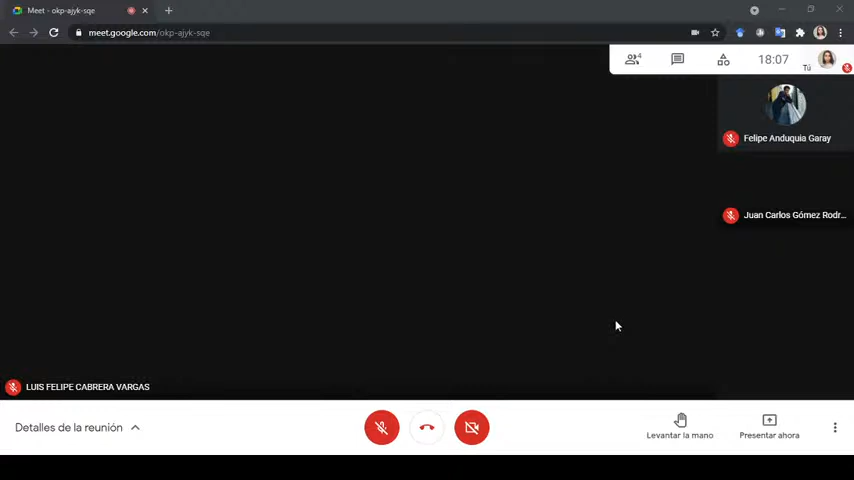 Meet - okp-ajyk-sqe
meet.google.com/okp-ajyk-sqe
4
18:07
Tú
Felipe Anduquia Garay
Juan Carlos Gómez Rodr...
LUIS FELIPE CABRERA VARGAS
Detalles de la reunión
Levantar la mano
Presentar ahora